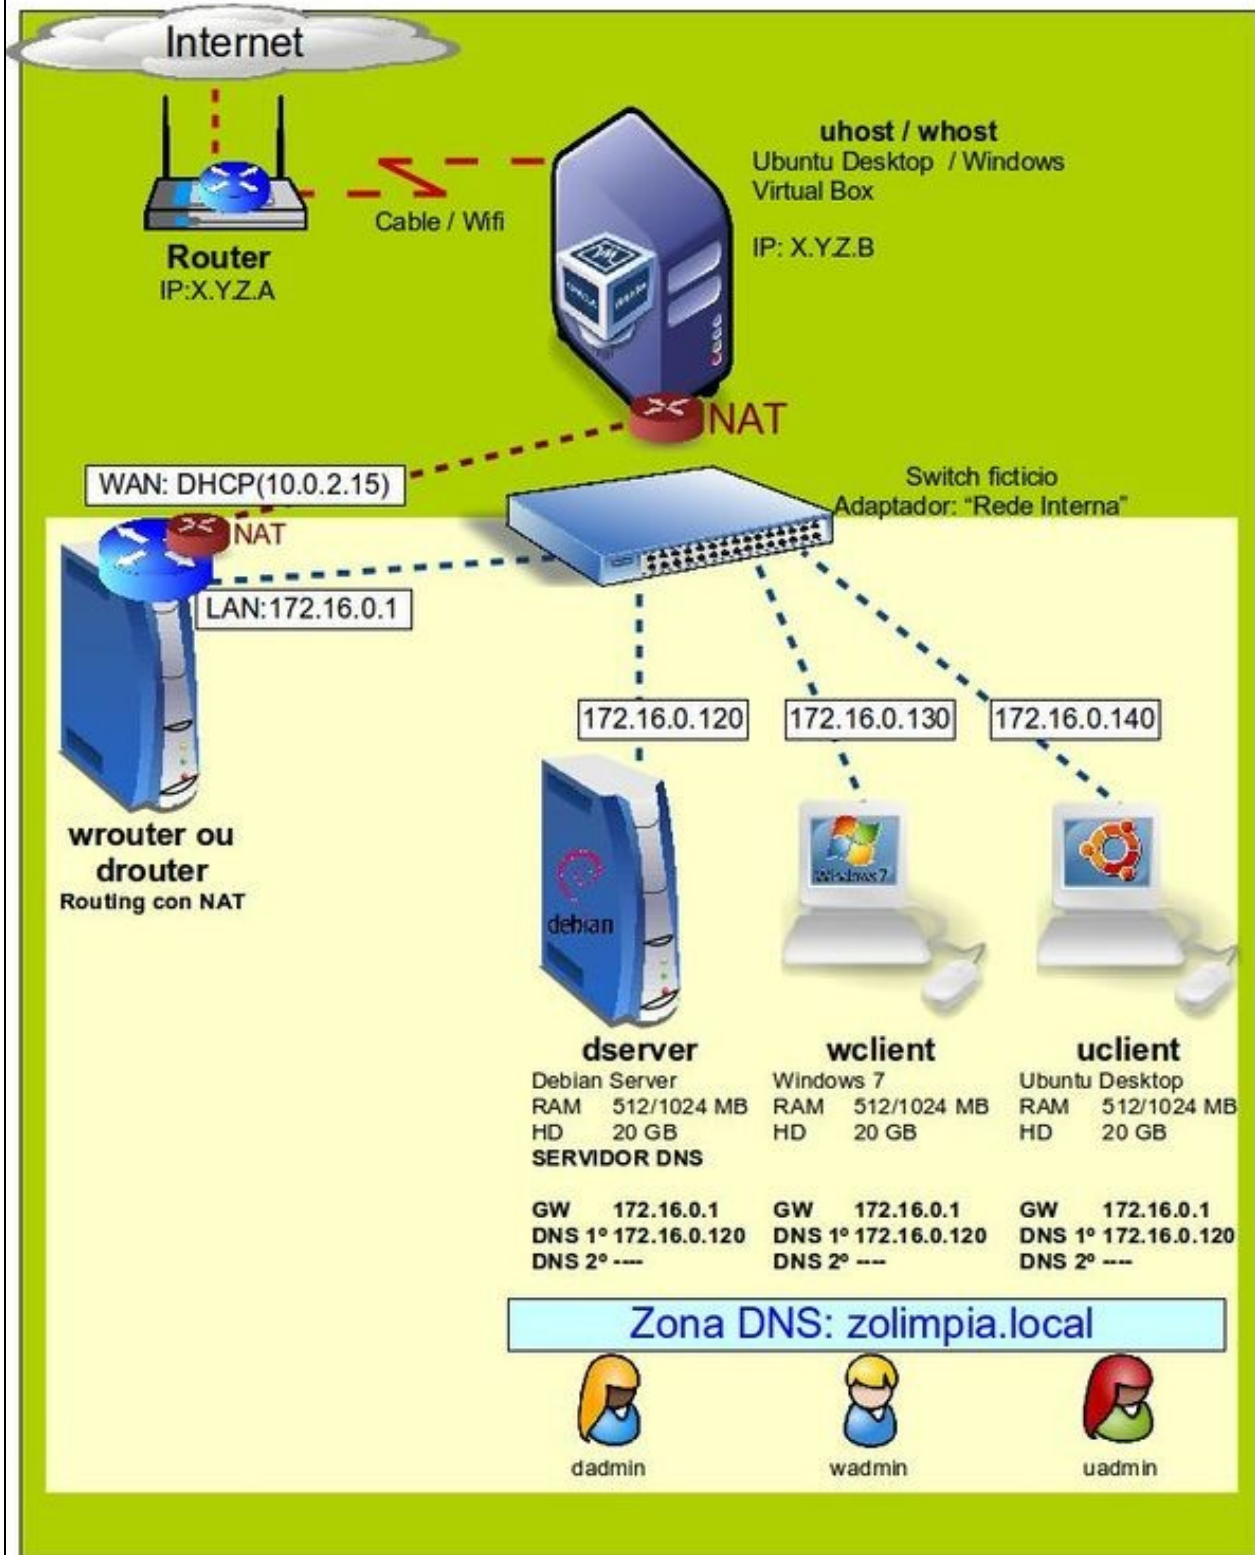 Internet
uhost / whost
Ubuntu Desktop / Windows
Virtual Box
IP: X.Y.Z.B
Cable / Wifi
Router
IP:X.Y.Z.A
NAT
WAN: DHCP(10.0.2.15)
Switch ficticio
Adaptador: “Rede Interna”
NAT
LAN:172.16.0.1
172.16.0.120
172.16.0.130
172.16.0.140
wrouter ou
drouter
Routing con NAT
Windows 7
debian
dserver
Debian Server
RAM 512/1024 MB
HD 20 GB
SERVIDOR DNS
GW 172.16.0.1
DNS 1º 172.16.0.120
DNS 2º ----
wclient
Windows 7
RAM 512/1024 MB
HD 20 GB
GW 172.16.0.1
DNS 1º 172.16.0.120
DNS 2º ----
uclient
Ubuntu Desktop
RAM 512/1024 MB
HD 20 GB
GW 172.16.0.1
DNS 1º 172.16.0.120
DNS 2º ----
Zona DNS: zolimpia.local
dadmin
wadmin
uadmin